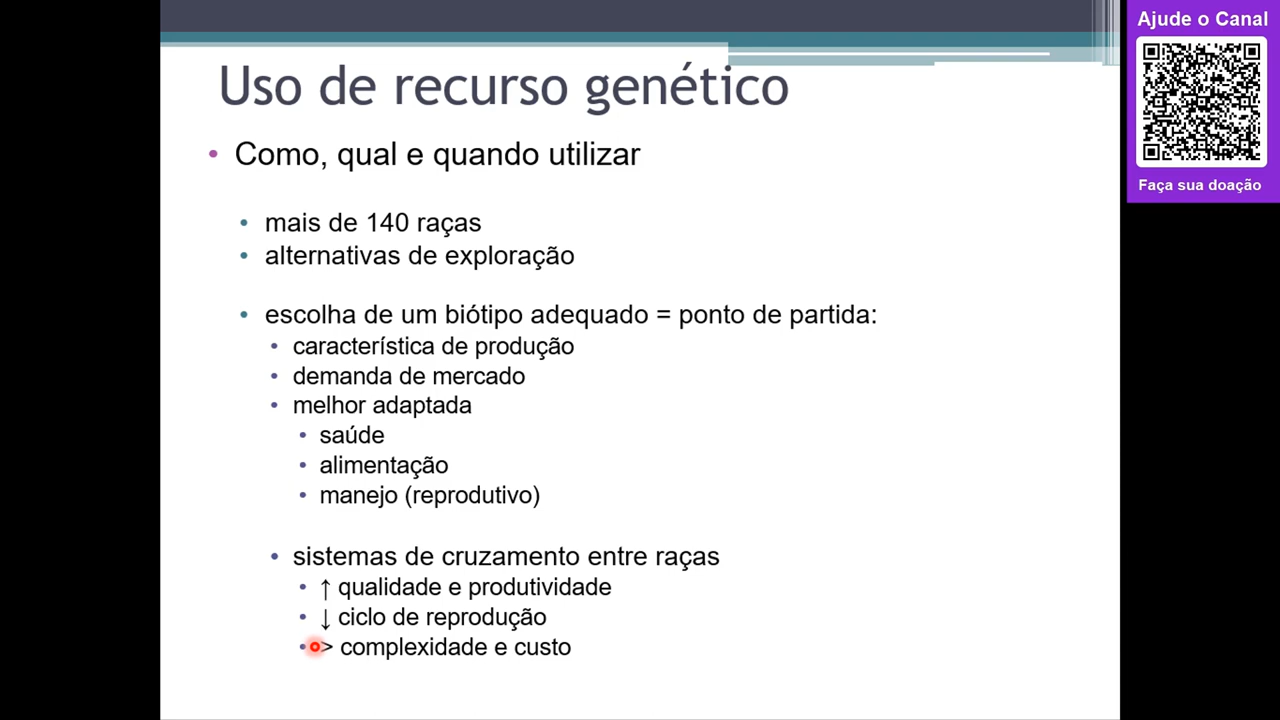 Ajude o Canal
Faça sua doação
Uso de recurso genético
• Como, qual e quando utilizar
• mais de 140 raças
• alternativas de exploração
• escolha de um biótipo adequado = ponto de partida:
• característica de produção
• demanda de mercado
• melhor adaptada
• saúde
• alimentação
• manejo (reprodutivo)
• sistemas de cruzamento entre raças
• ↑ qualidade e produtividade
• ↓ ciclo de reprodução
• > complexidade e custo